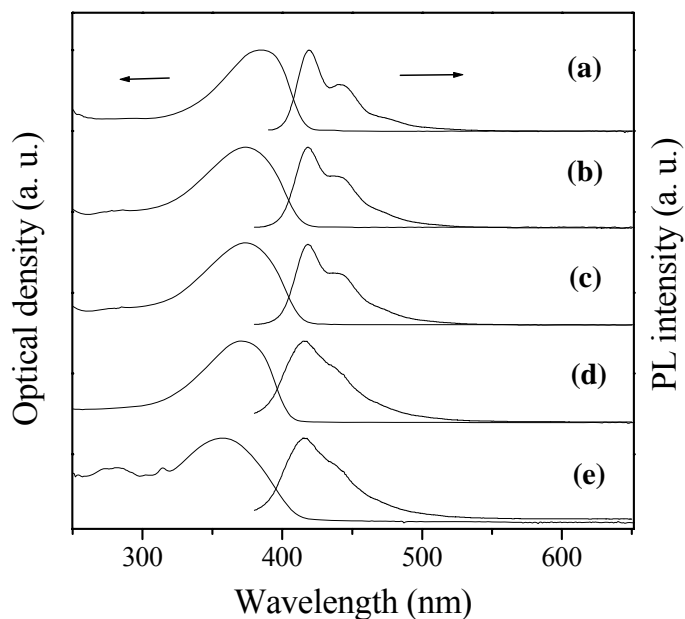 (a)
(b)
(c)
(d)
(e)
Optical density (a. u.)
PL intensity (a. u.)
300 400 500 600
Wavelength (nm)